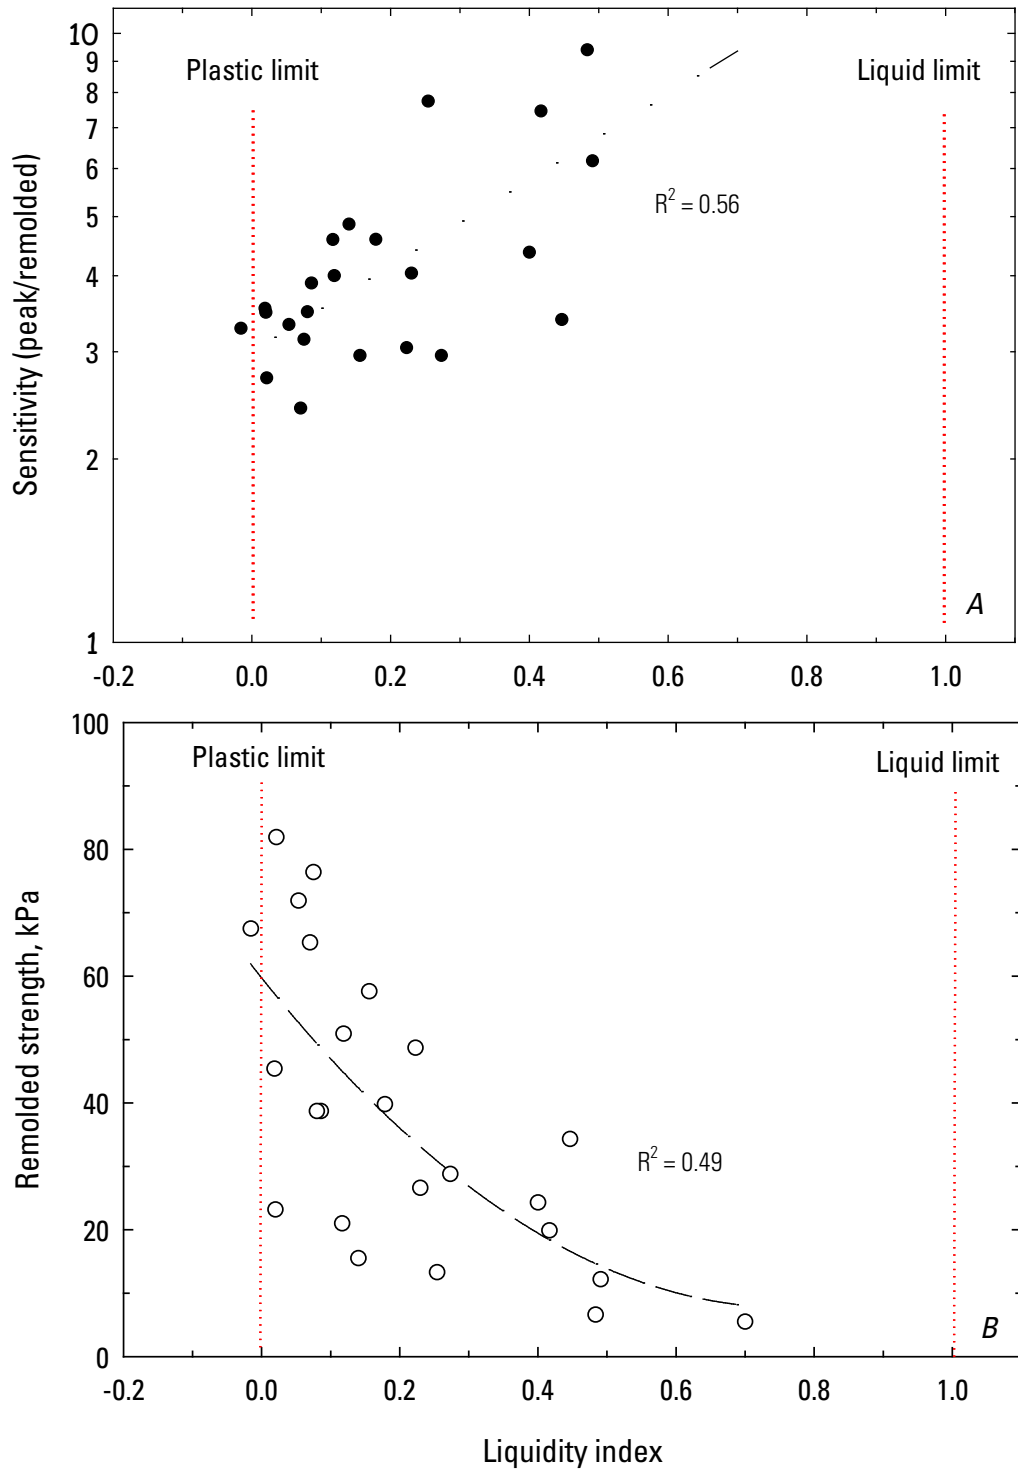 10
9
8
7
6
5
4
3
2
1
Sensitivity (peak/remolded)
Plastic limit
Liquid limit
R² = 0.56
A
-0.2 0.0 0.2 0.4 0.6 0.8 1.0
100
80
60
40
20
0
Remolded strength, kPa
Plastic limit
Liquid limit
R² = 0.49
B
-0.2 0.0 0.2 0.4 0.6 0.8 1.0
Liquidity index